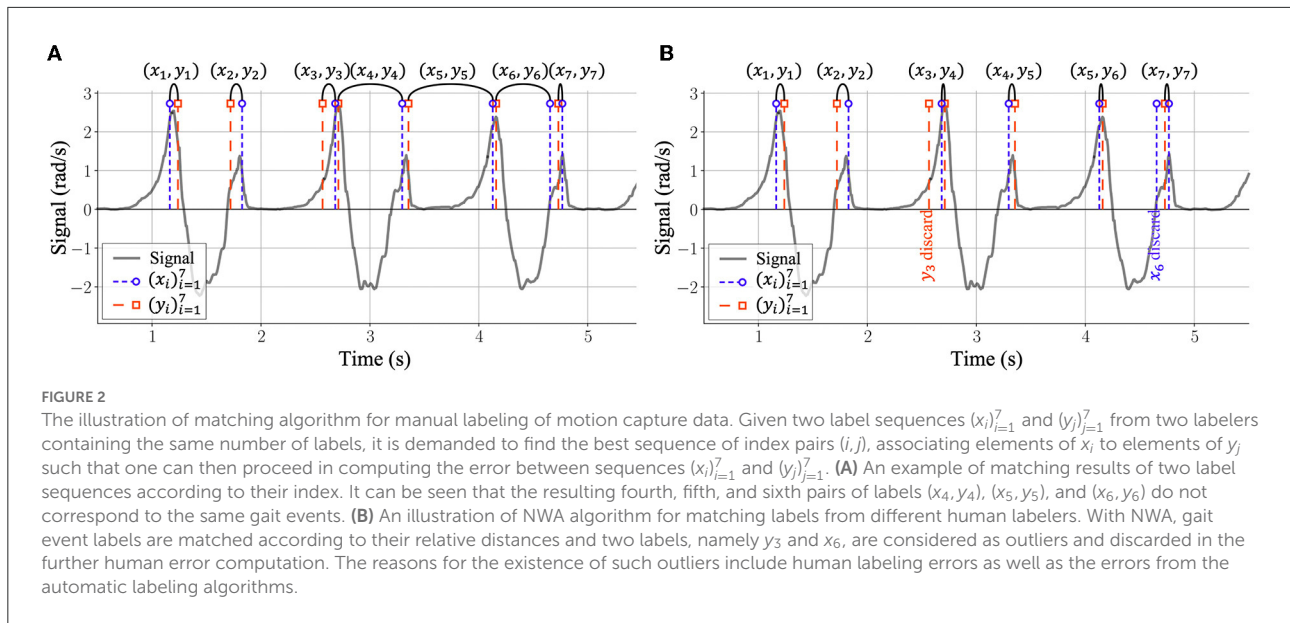 A
(x₁, y₁) (x₂, y₂) (x₃, y₃)(x₄, y₄) (x₅, y₅) (x₆, y₆)(x₇, y₇)
3
2
1
0
−1
−2
Signal (rad/s)
Signal
(xᵢ)⁷ᵢ₌₁
(yᵢ)⁷ᵢ₌₁
1 2 3 4 5
Time (s)
B
(x₁, y₁) (x₂, y₂) (x₃, y₄) (x₄, y₅) (x₅, y₆) (x₇, y₇)
3
2
1
0
−1
−2
Signal (rad/s)
y₃ discard
x₆ discard
Signal
(xᵢ)⁷ᵢ₌₁
(yᵢ)⁷ᵢ₌₁
1 2 3 4 5
Time (s)
FIGURE 2
The illustration of matching algorithm for manual labeling of motion capture data. Given two label sequences (xᵢ)⁷ᵢ₌₁ and (yⱼ)⁷ⱼ₌₁ from two labelers
containing the same number of labels, it is demanded to find the best sequence of index pairs (i, j), associating elements of xᵢ to elements of yⱼ
such that one can then proceed in computing the error between sequences (xᵢ)⁷ᵢ₌₁ and (yⱼ)⁷ⱼ₌₁. (A) An example of matching results of two label
sequences according to their index. It can be seen that the resulting fourth, fifth, and sixth pairs of labels (x₄, y₄), (x₅, y₅), and (x₆, y₆) do not
correspond to the same gait events. (B) An illustration of NWA algorithm for matching labels from different human labelers. With NWA, gait
event labels are matched according to their relative distances and two labels, namely y₃ and x₆, are considered as outliers and discarded in the
further human error computation. The reasons for the existence of such outliers include human labeling errors as well as the errors from the
automatic labeling algorithms.